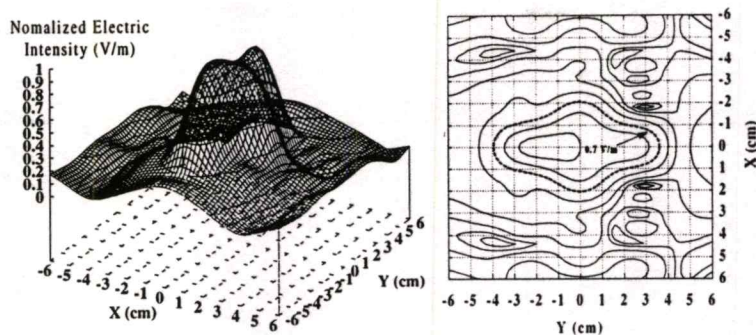 Nomalized Electric
Intensity (V/m)
1
0.9
0.8
0.7
0.6
0.5
0.4
0.3
0.2
0.1
0
-6 -5 -4 -3 -2 -1 0 1 2 3 4 5 6
X (cm)
-6 -5 -4 -3 -2 -1 0 1 2 3 4 5 6
Y (cm)
0.7 V/m
-6
-5
-4
-3
-2
-1
0
1
2
3
4
5
6
X (cm)
-6 -5 -4 -3 -2 -1 0 1 2 3 4 5 6
Y (cm)